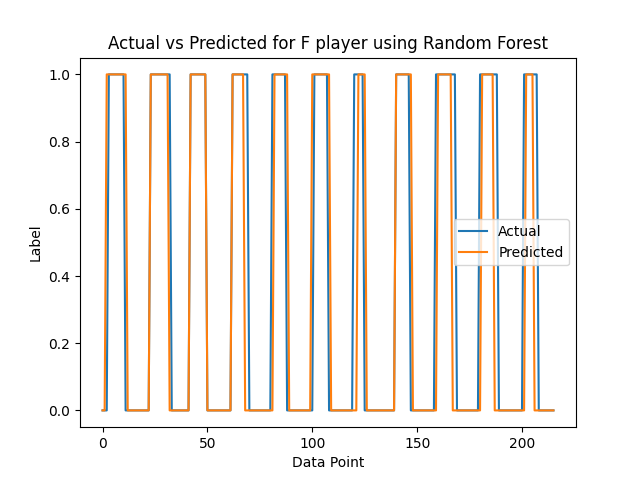 Actual vs Predicted for F player using Random Forest
1.0
0.8
0.6
0.4
0.2
0.0
Label
Actual
Predicted
0 50 100 150 200
Data Point